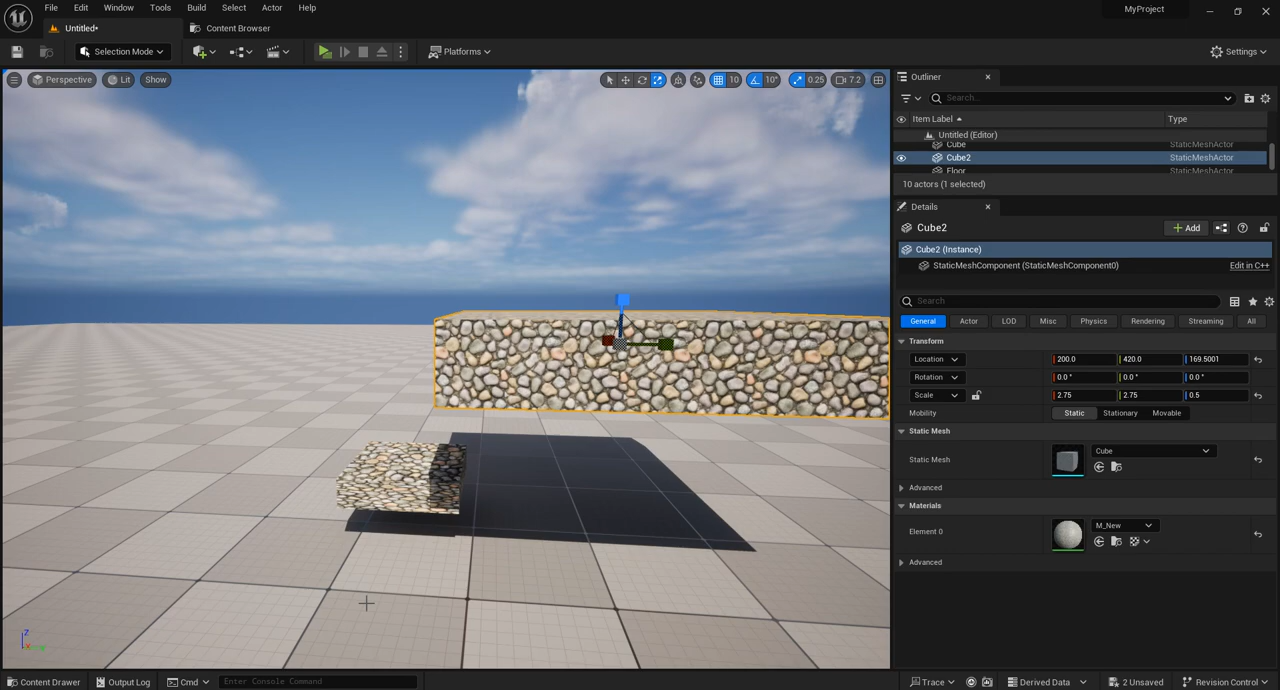 File Edit Window Tools Build Select Actor Help
MyProject
Untitled*
Content Browser
Selection Mode
Platforms
Settings
Perspective
Lit
Show
10
10°
0.25
7.2
Outliner
Search...
Item Label
Type
Untitled (Editor)
Cube StaticMeshActor
Cube2 StaticMeshActor
Floor StaticMeshActor
10 actors (1 selected)
Details
Cube2
+ Add
Cube2 (Instance)
StaticMeshComponent (StaticMeshComponent0)
Edit in C++
Search
General Actor LOD Misc Physics Rendering Streaming All
Transform
Location 200.0 420.0 169.5001
Rotation 0.0 ° 0.0 ° 0.0 °
Scale 2.75 2.75 0.5
Mobility Static Stationary Movable
Static Mesh
Static Mesh Cube
Advanced
Materials
Element 0 M_New
Advanced
Z
Content Drawer
Output Log
Cmd
Enter Console Command
Trace
Derived Data
2 Unsaved
Revision Control